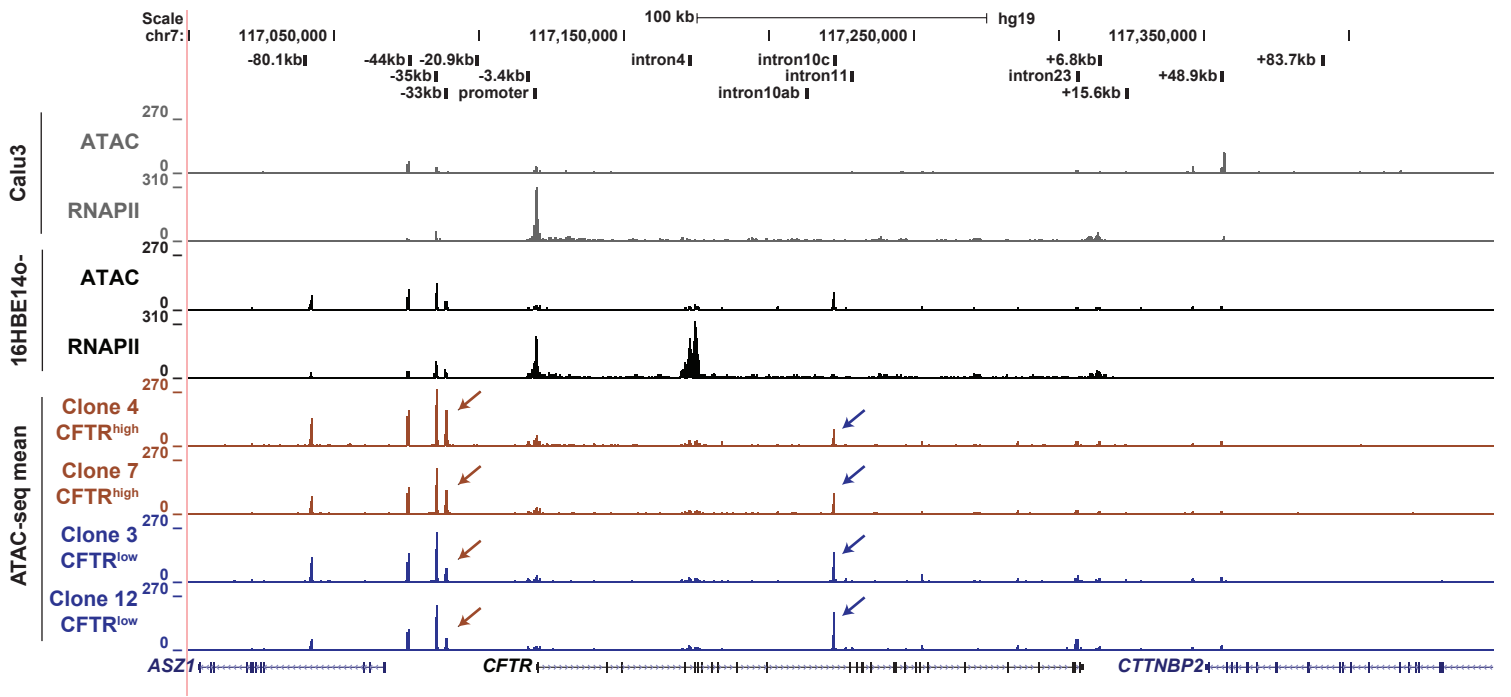 Scale 100 kb hg19
chr7: 117,050,000 117,150,000 117,250,000 117,350,000
-80.1kb -44kb -20.9kb intron4 intron10c +6.8kb +83.7kb
-35kb -3.4kb intron11 intron23 +48.9kb
-33kb promoter intron10ab +15.6kb
Calu3
270
ATAC
0
310
RNAPII
0
16HBE14o-
270
ATAC
0
310
RNAPII
0
ATAC-seq mean
270
Clone 4
CFTRhigh
0
270
Clone 7
CFTRhigh
0
270
Clone 3
CFTRlow
0
270
Clone 12
CFTRlow
0
ASZ1 CFTR CTTNBP2